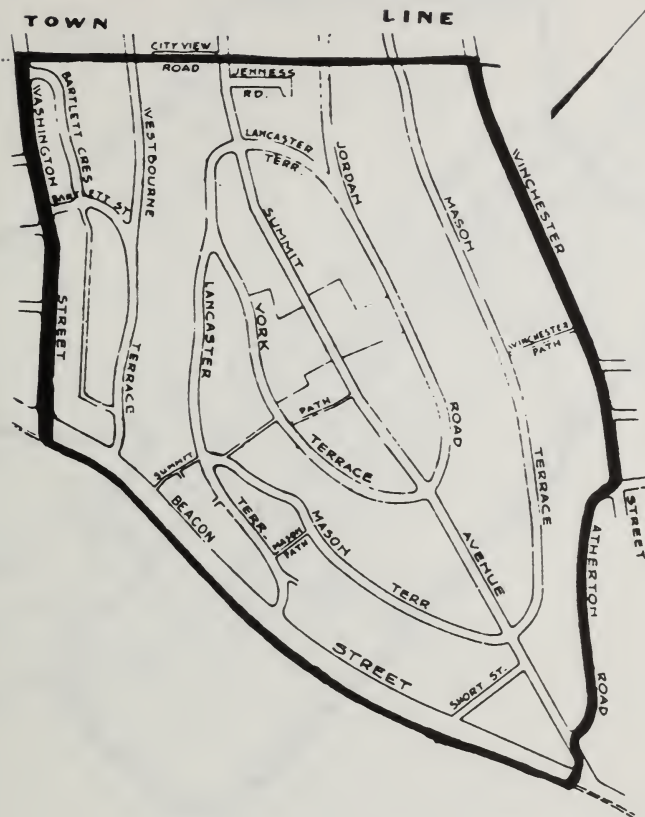 TOWN LINE
CITY VIEW
ROAD
JENNESS
RD.
BARTLETT CRES
WASHINGTON
STREET
BARTLETT ST.
WESTBOURNE
TERRACE
LANCASTER
TERR.
JORDAN
ROAD
SUMMIT
AVENUE
MASON
TERRACE
WINCHESTER
STREET
WINCHESTER
PATH
LANCASTER
TERR.
YORK
TERRACE
SUMMIT
PATH
MASON
PATH
MASON
TERR
BEACON
STREET
SHORT ST.
ATHERTON
ROAD